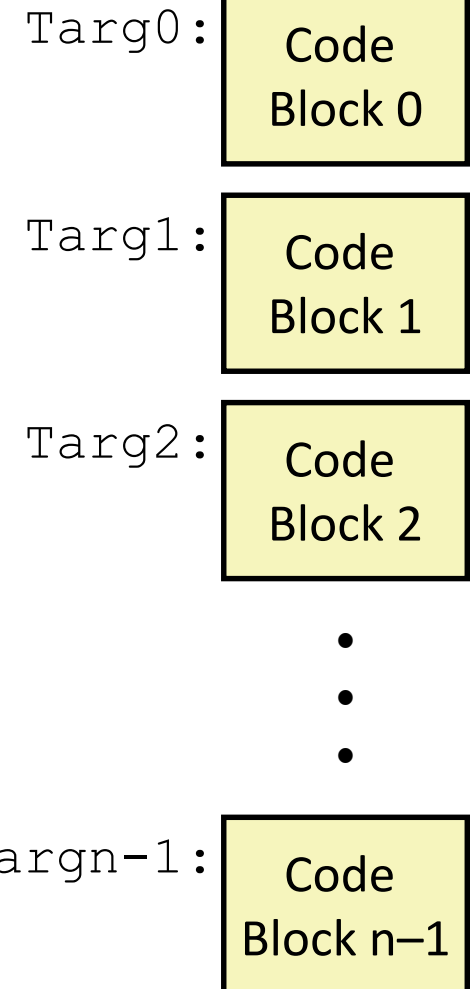 Targ0:
Code
Block 0
Targ1:
Code
Block 1
Targ2:
Code
Block 2
argn-1:
Code
Block n–1